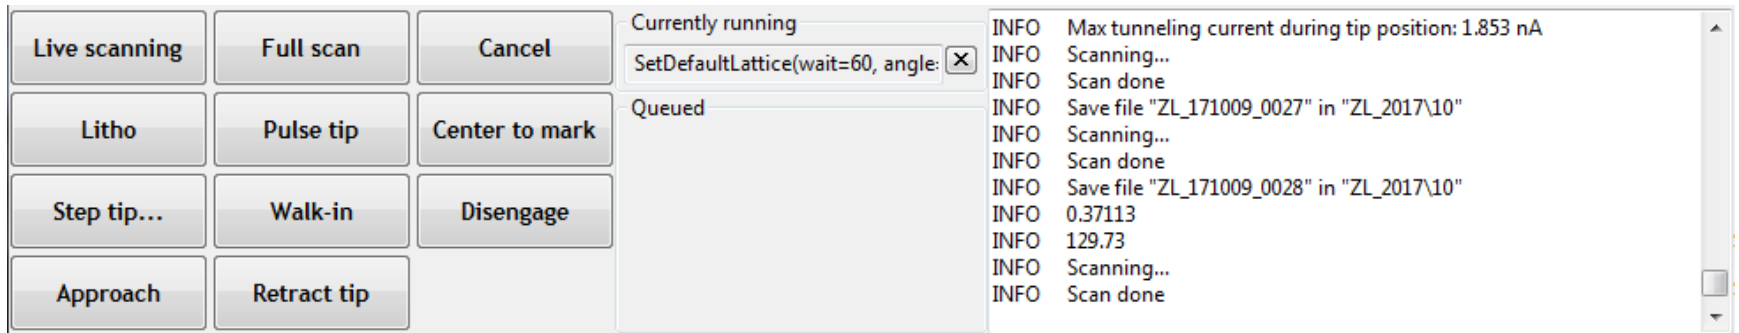 Live scanning
Full scan
Cancel
Litho
Pulse tip
Center to mark
Step tip...
Walk-in
Disengage
Approach
Retract tip
Currently running
SetDefaultLattice(wait=60, angle:
Queued
INFO Max tunneling current during tip position: 1.853 nA
INFO Scanning...
INFO Scan done
INFO Save file "ZL_171009_0027" in "ZL_2017\10"
INFO Scanning...
INFO Scan done
INFO Save file "ZL_171009_0028" in "ZL_2017\10"
INFO 0.37113
INFO 129.73
INFO Scanning...
INFO Scan done